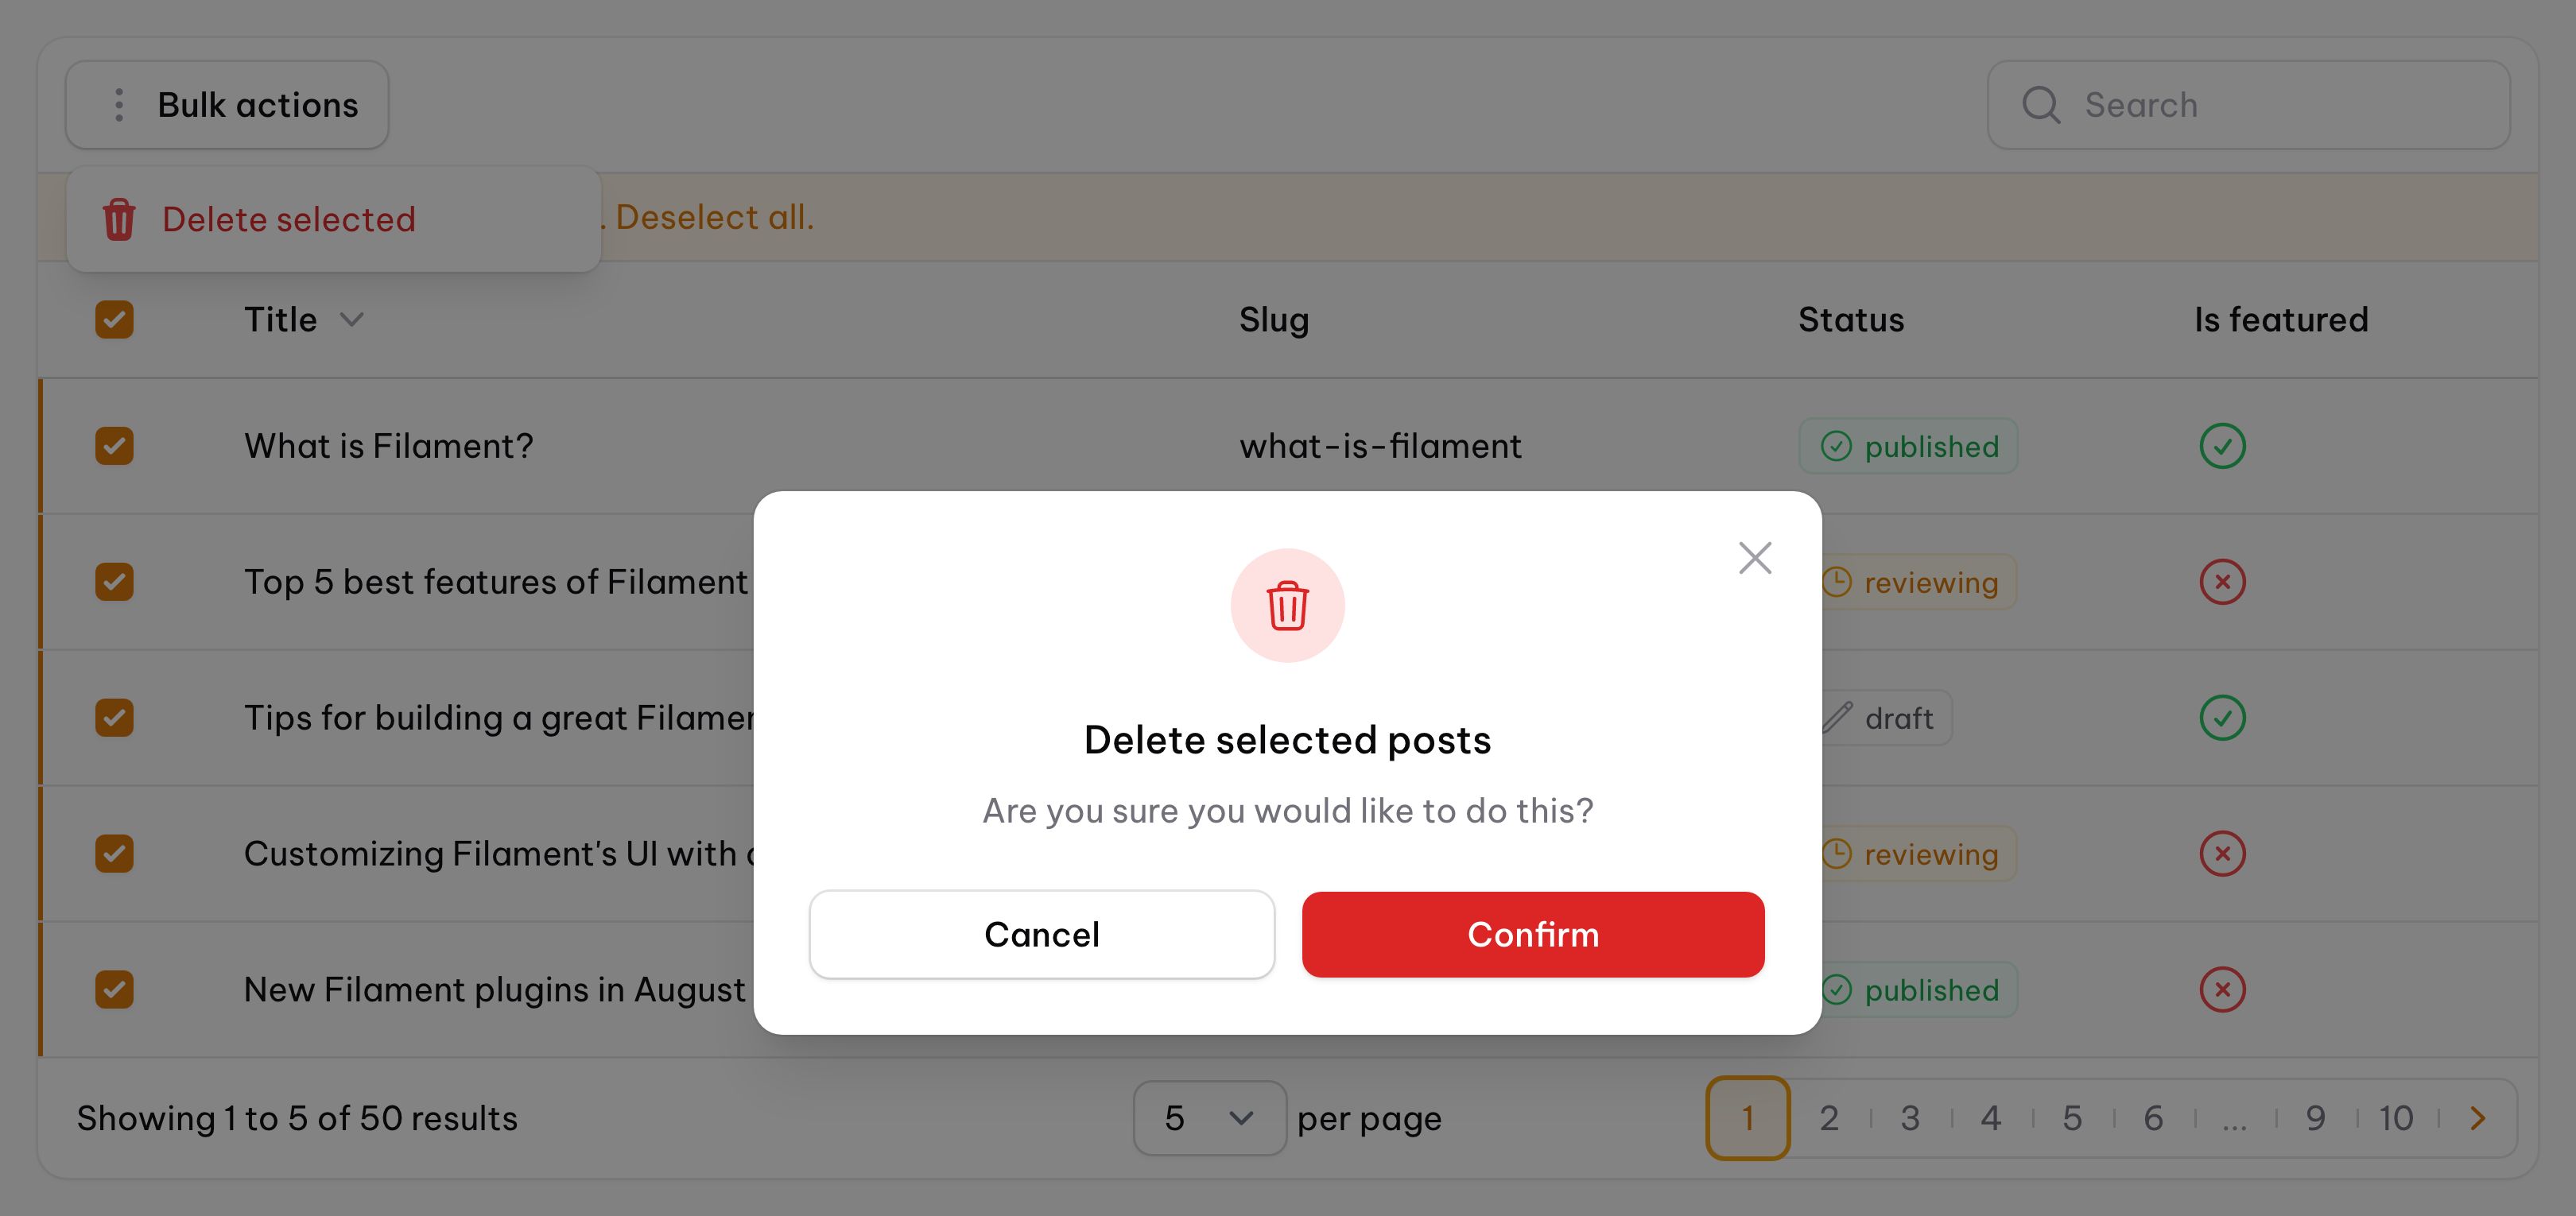 Bulk actions
Search
Delete selected
. Deselect all.
Title
Slug
Status
Is featured
What is Filament?
what-is-filament
published
Top 5 best features of Filament
reviewing
Tips for building a great
draft
Customizing Filament's UI with
reviewing
New Filament plugins in August
published
Delete selected posts
Are you sure you would like to do this?
Cancel
Confirm
Showing 1 to 5 of 50 results
5
per page
1 2 3 4 5 6 ... 9 10